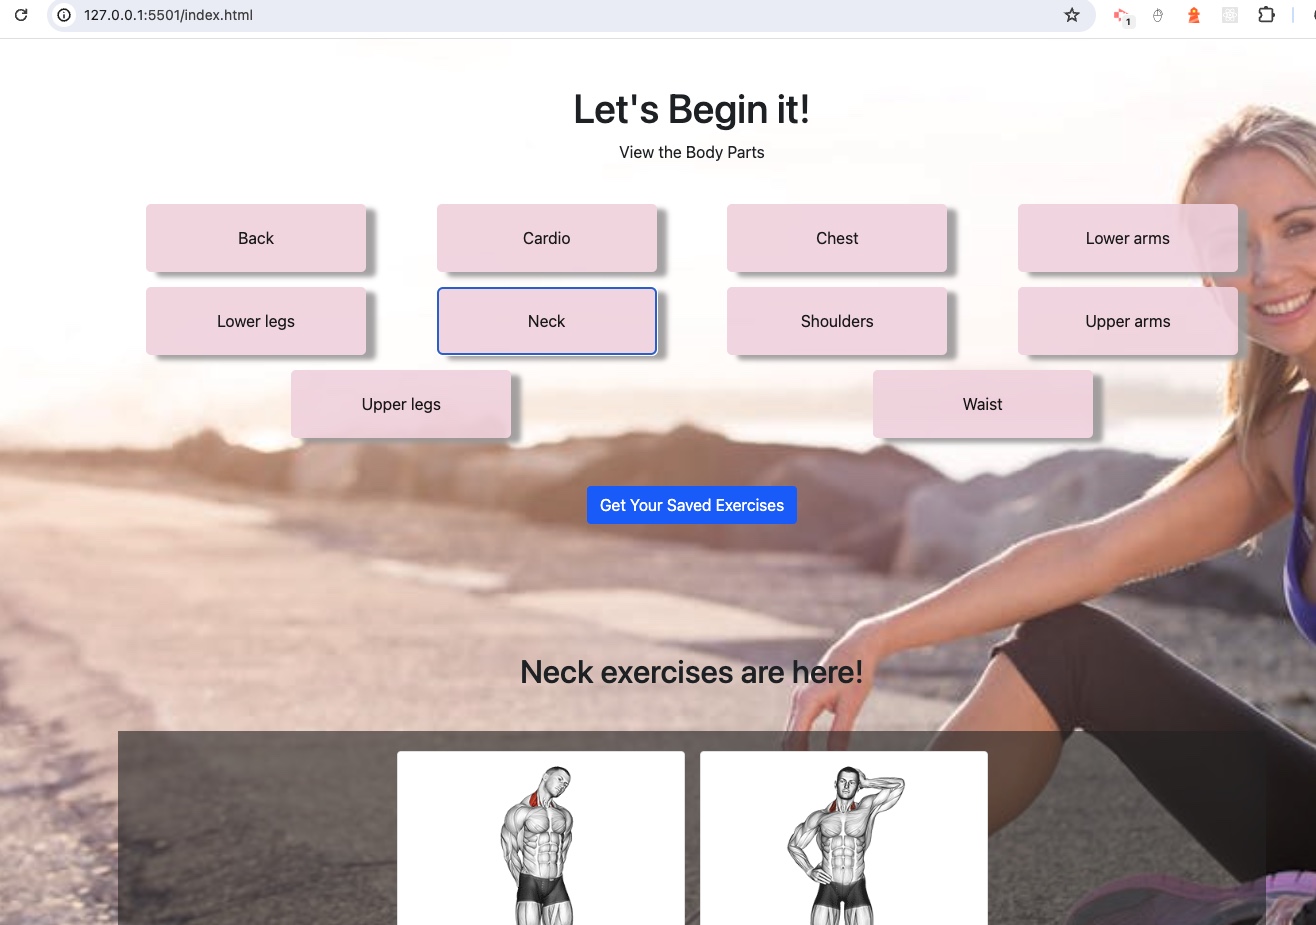 127.0.0.1:5501/index.html
1
Let's Begin it!
View the Body Parts
Back
Cardio
Chest
Lower arms
Lower legs
Neck
Shoulders
Upper arms
Upper legs
Waist
Get Your Saved Exercises
Neck exercises are here!